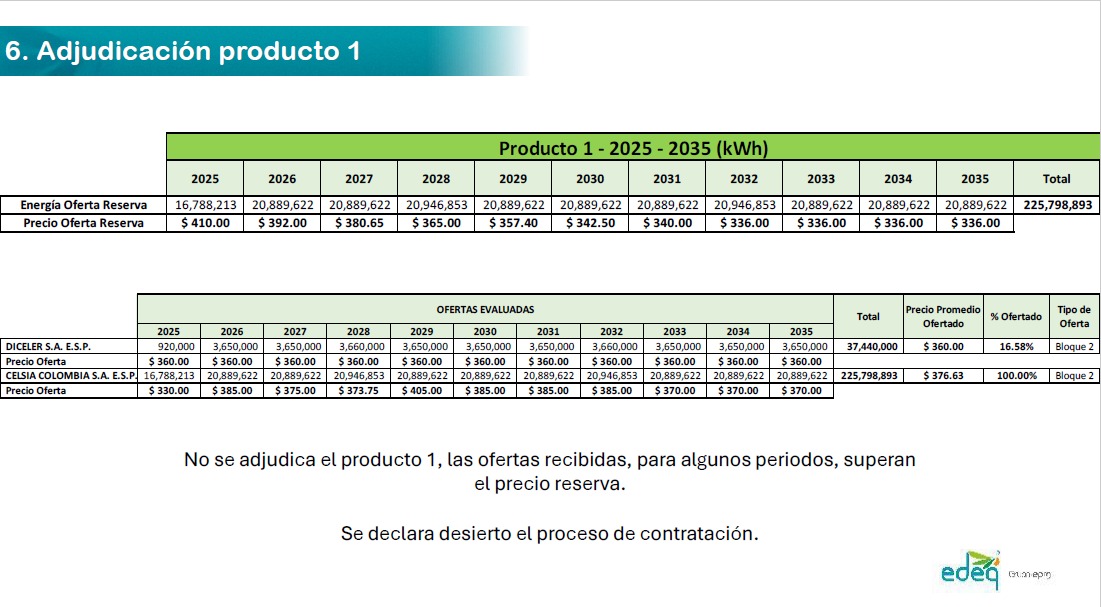 6. Adjudicación producto 1
Producto 1 - 2025 - 2035 (kWh)
2025 2026 2027 2028 2029 2030 2031 2032 2033 2034 2035 Total
Energía Oferta Reserva 16,788,213 20,889,622 20,889,622 20,946,853 20,889,622 20,889,622 20,889,622 20,946,853 20,889,622 20,889,622 20,889,622 225,798,893
Precio Oferta Reserva $ 410.00 $ 392.00 $ 380.65 $ 365.00 $ 357.40 $ 342.50 $ 340.00 $ 336.00 $ 336.00 $ 336.00 $ 336.00
OFERTAS EVALUADAS Total Precio Promedio Ofertado % Ofertado Tipo de Oferta
2025 2026 2027 2028 2029 2030 2031 2032 2033 2034 2035
DICELER S.A. E.S.P. 920,000 3,650,000 3,650,000 3,660,000 3,650,000 3,650,000 3,650,000 3,660,000 3,650,000 3,650,000 3,650,000 37,440,000 $ 360.00 16.58% Bloque 2
Precio Oferta $ 360.00 $ 360.00 $ 360.00 $ 360.00 $ 360.00 $ 360.00 $ 360.00 $ 360.00 $ 360.00 $ 360.00 $ 360.00
CELSIA COLOMBIA S.A. E.S.P. 16,788,213 20,889,622 20,889,622 20,946,853 20,889,622 20,889,622 20,889,622 20,946,853 20,889,622 20,889,622 20,889,622 225,798,893 $ 376.63 100.00% Bloque 2
Precio Oferta $ 330.00 $ 385.00 $ 375.00 $ 373.75 $ 405.00 $ 385.00 $ 385.00 $ 385.00 $ 370.00 $ 370.00 $ 370.00
No se adjudica el producto 1, las ofertas recibidas, para algunos periodos, superan
el precio reserva.
Se declara desierto el proceso de contratación.
edeq Grupo·epm